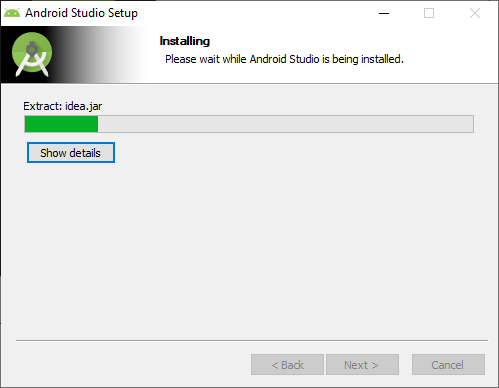 Android Studio Setup
Installing
Please wait while Android Studio is being installed.
Extract: idea.jar
Show details
< Back
Next >
Cancel